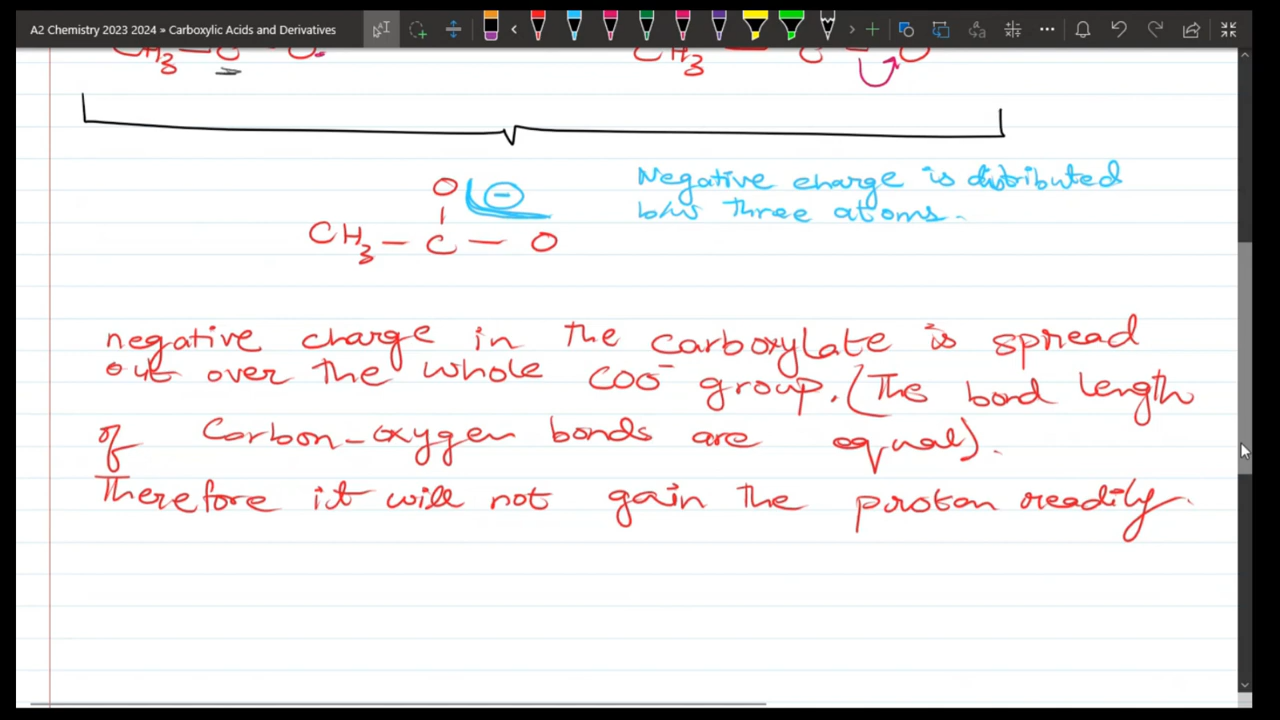 A2 Chemistry 2023 2024 » Carboxylic Acids and Derivatives
CH3 — C O
CH3 — C — O
O ⊖
CH3 — C — O
Negative charge is distributed
b/w three atoms.
negative charge in the carboxylate is spread
out over the whole COO⁻ group. (The bond length
of Carbon-oxygen bonds are equal).
Therefore it will not gain the proton readily.